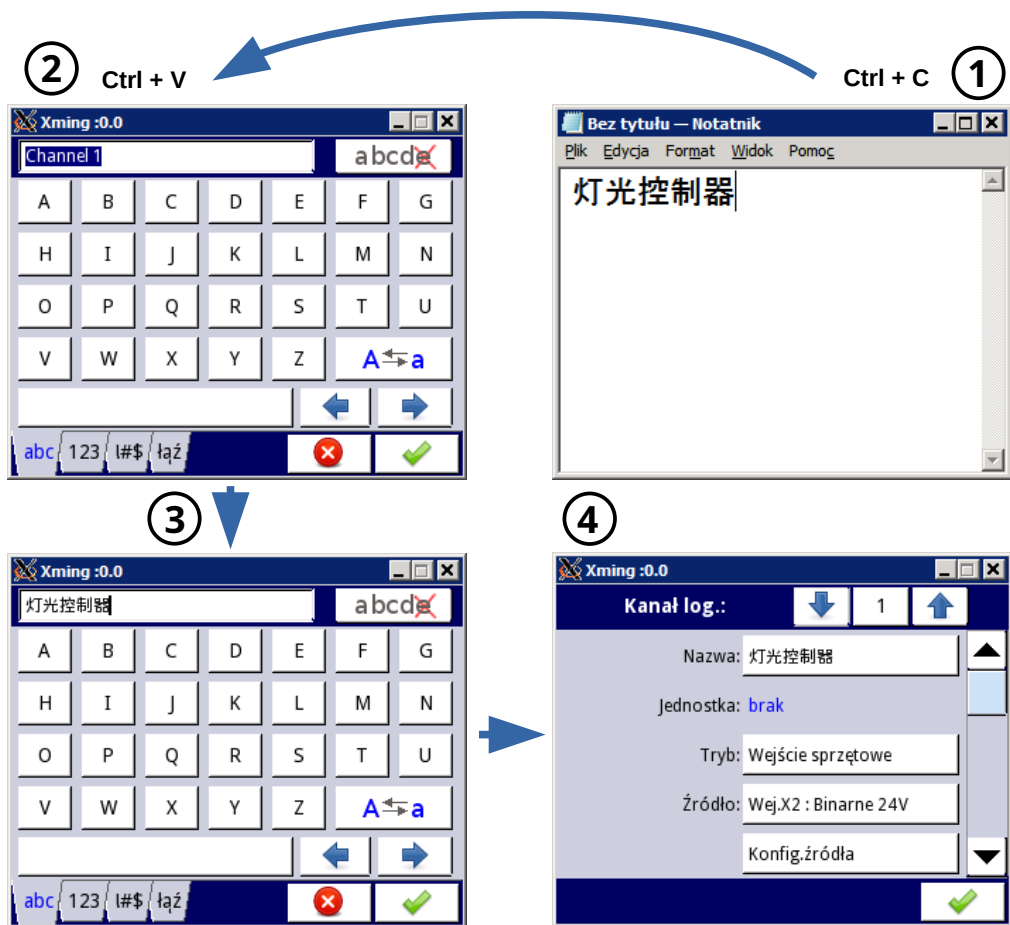 2 Ctrl + V
Ctrl + C 1
Xming :0.0
Channel 1 abcde
A B C D E F G
H I J K L M N
O P Q R S T U
V W X Y Z A a
abc 123 !#$ łąź
Bez tytułu — Notatnik
Plik Edycja Format Widok Pomoc
灯光控制器
3
Xming :0.0
灯光控制器 abcde
A B C D E F G
H I J K L M N
O P Q R S T U
V W X Y Z A a
abc 123 !#$ łąź
4
Xming :0.0
Kanał log.: 1
Nazwa: 灯光控制器
Jednostka: brak
Tryb: Wejście sprzętowe
Źródło: Wej.X2 : Binarne 24V
Konfig.źródła